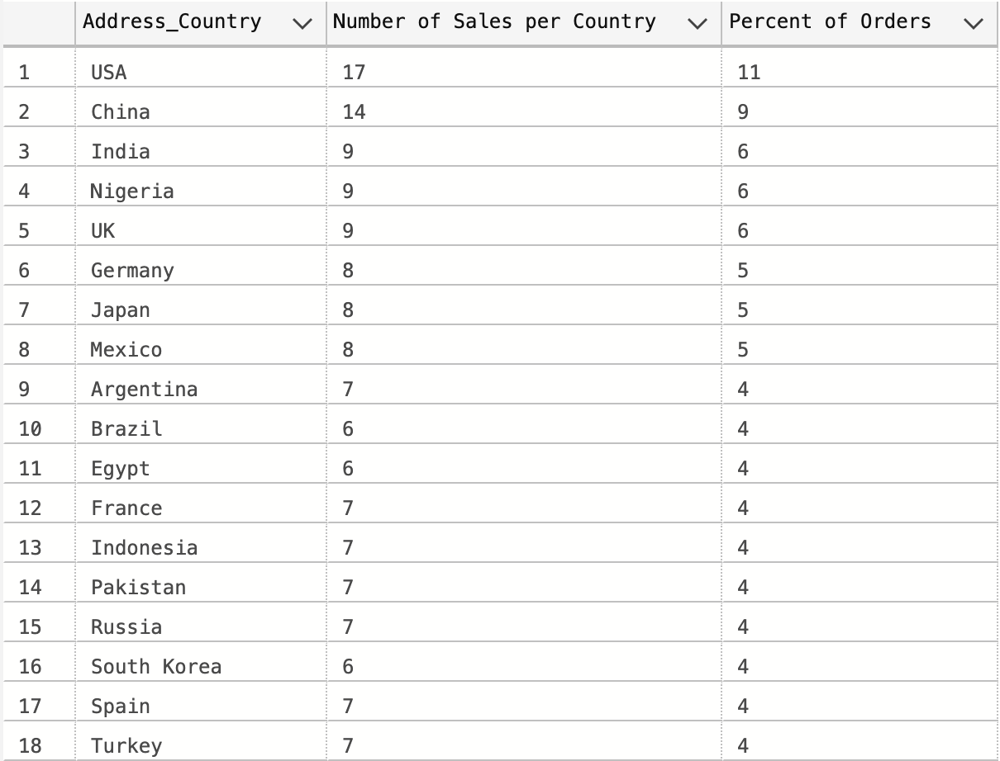 Address_Country Number of Sales per Country Percent of Orders
1 USA 17 11
2 China 14 9
3 India 9 6
4 Nigeria 9 6
5 UK 9 6
6 Germany 8 5
7 Japan 8 5
8 Mexico 8 5
9 Argentina 7 4
10 Brazil 6 4
11 Egypt 6 4
12 France 7 4
13 Indonesia 7 4
14 Pakistan 7 4
15 Russia 7 4
16 South Korea 6 4
17 Spain 7 4
18 Turkey 7 4